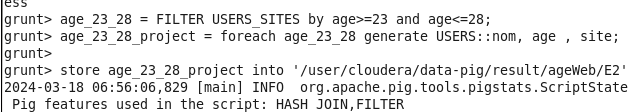 ess
grunt> age_23_28 = FILTER USERS_SITES by age>=23 and age<=28;
grunt> age_23_28_project = foreach age_23_28 generate USERS::nom, age , site;
grunt>
grunt> store age_23_28_project into '/user/cloudera/data-pig/result/ageWeb/E2'
2024-03-18 06:56:06,829 [main] INFO  org.apache.pig.tools.pigstats.ScriptState
 Pig features used in the script: HASH_JOIN,FILTER